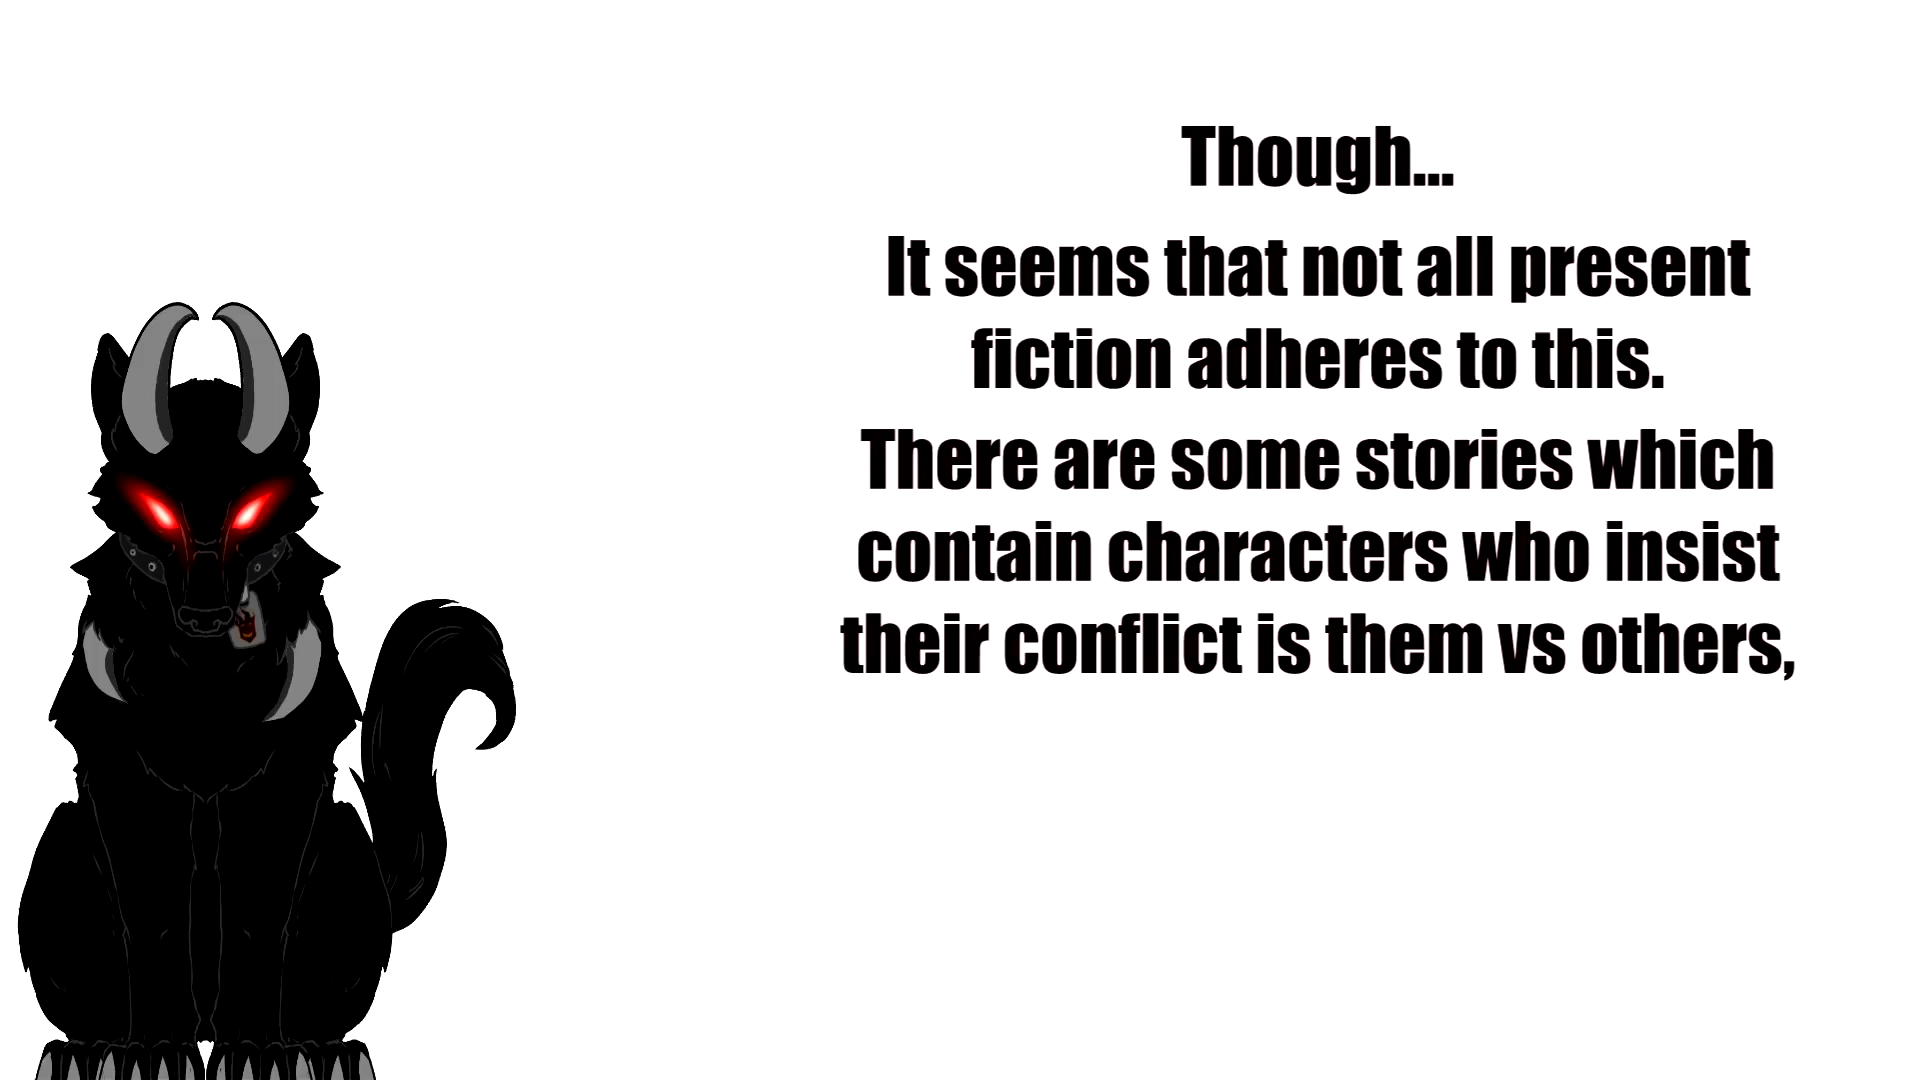 Though...
It seems that not all present
fiction adheres to this.
There are some stories which
contain characters who insist
their conflict is them vs others,